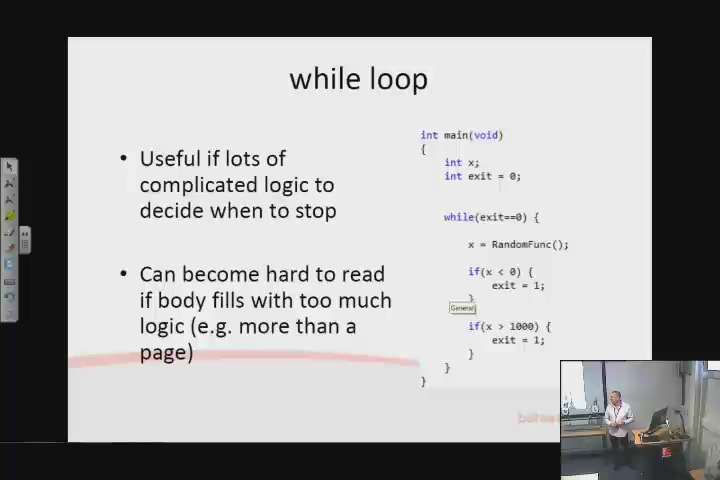 while loop
• Useful if lots of
complicated logic to
decide when to stop
• Can become hard to read
if body fills with too much
logic (e.g. more than a
page)
int main(void)
{
int x;
int exit = 0;
while(exit==0) {
x = RandomFunc();
if(x < 0) {
exit = 1;
}
General
if(x > 1000) {
exit = 1;
}
}
}